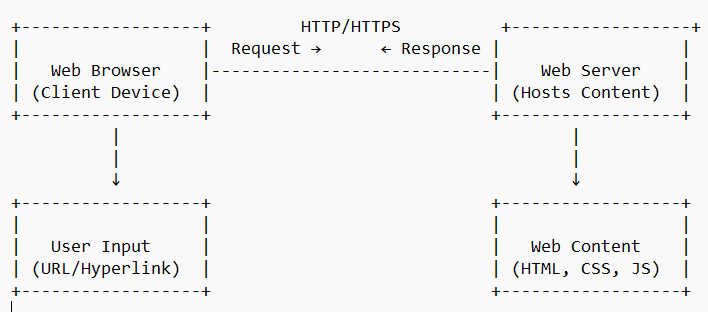 HTTP/HTTPS
Request → ← Response
Web Browser
(Client Device)
Web Server
(Hosts Content)
User Input
(URL/Hyperlink)
Web Content
(HTML, CSS, JS)